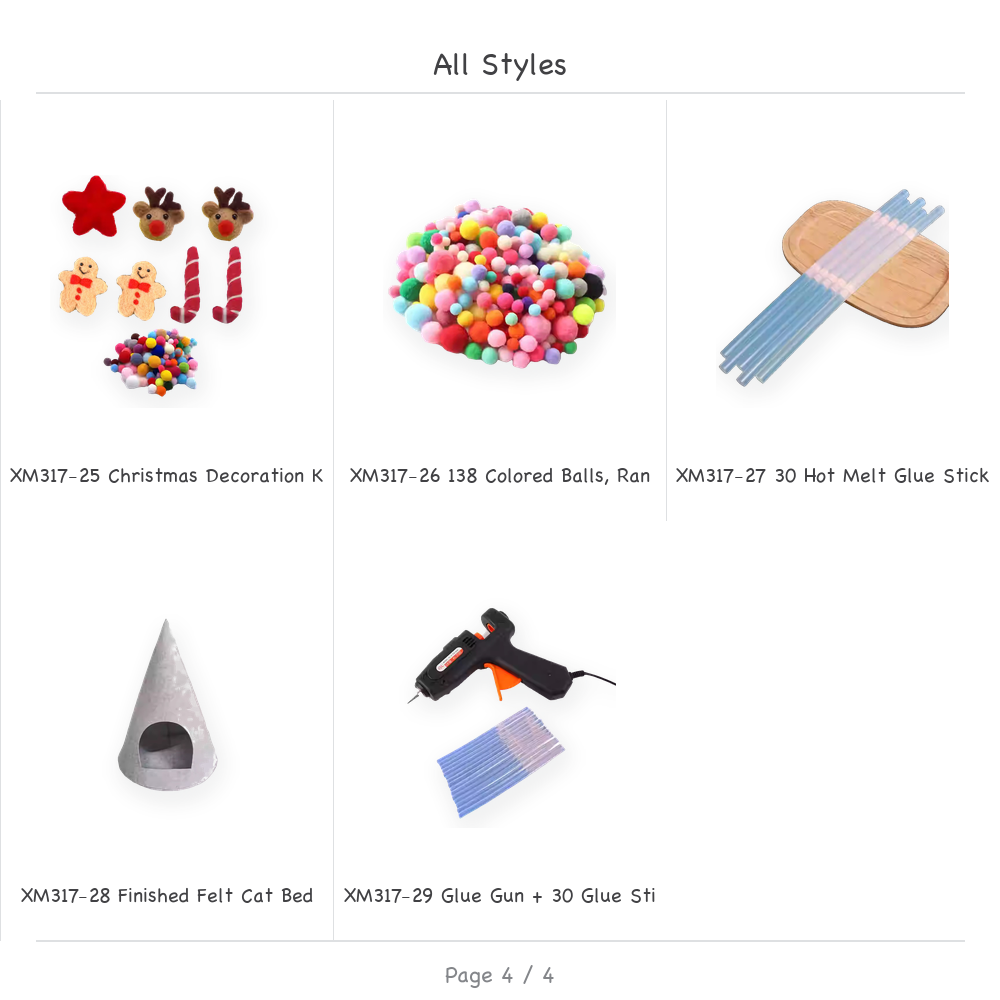 All Styles
XM317-25 Christmas Decoration K
XM317-26 138 Colored Balls, Ran
XM317-27 30 Hot Melt Glue Stick
XM317-28 Finished Felt Cat Bed
XM317-29 Glue Gun + 30 Glue Sti
Page 4 / 4